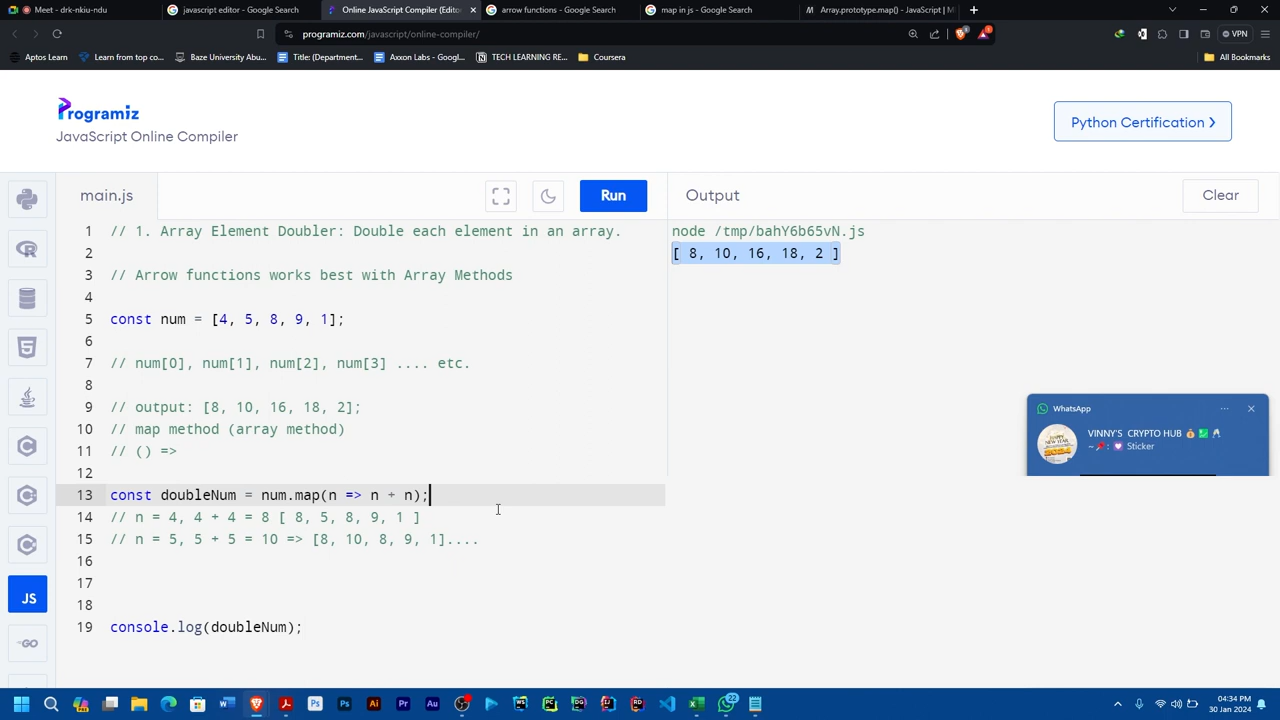 Meet - drk-nkiu-ndu
javascript editor - Google Search
Online JavaScript Compiler (Editor
arrow functions - Google Search
map in js - Google Search
Array.prototype.map() - JavaScript | M
programiz.com/javascript/online-compiler/
VPN
Aptos Learn
Learn from top co...
Baze University Abu...
Title: (Department...
Axxon Labs - Googl...
TECH LEARNING RE...
Coursera
All Bookmarks
Programiz
JavaScript Online Compiler
Python Certification >
main.js
Run
Output
Clear
1 // 1. Array Element Doubler: Double each element in an array.
2
3 // Arrow functions works best with Array Methods
4
5 const num = [4, 5, 8, 9, 1];
6
7 // num[0], num[1], num[2], num[3] .... etc.
8
9 // output: [8, 10, 16, 18, 2];
10 // map method (array method)
11 // () =>
12
13 const doubleNum = num.map(n => n + n);
14 // n = 4, 4 + 4 = 8 [ 8, 5, 8, 9, 1 ]
15 // n = 5, 5 + 5 = 10 => [8, 10, 8, 9, 1]....
16
17
18
19 console.log(doubleNum);
node /tmp/bahY6b65vN.js
[ 8, 10, 16, 18, 2 ]
WhatsApp
VINNY'S CRYPTO HUB
~ : Sticker
JS
GO
22
04:34 PM
30 Jan 2024